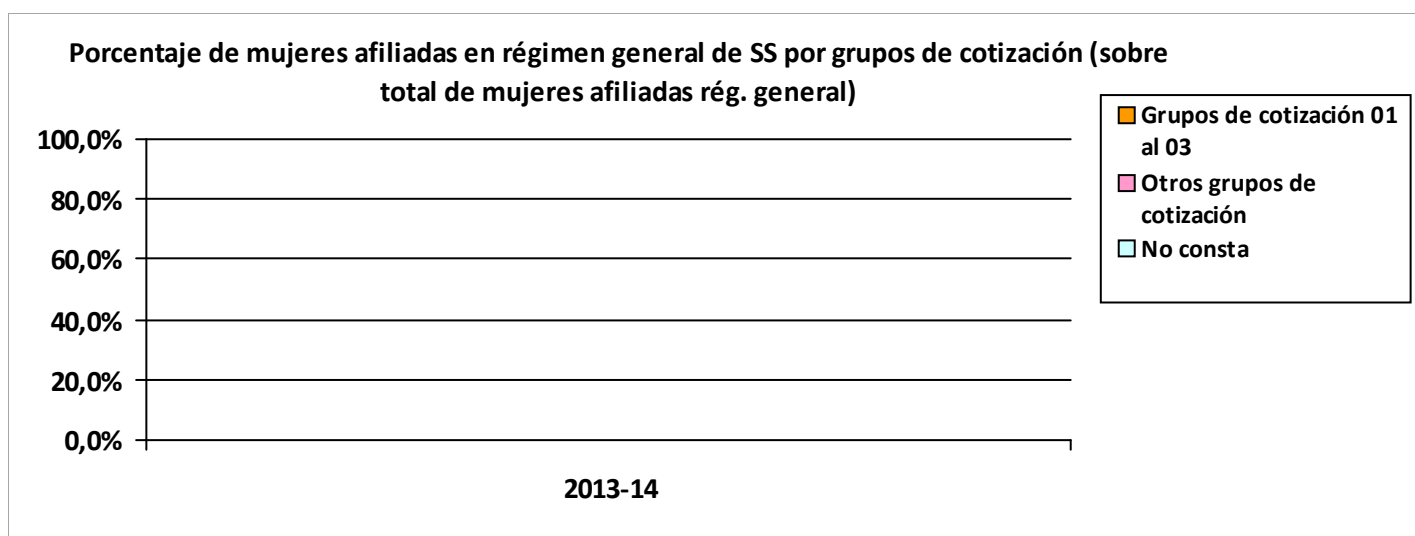 Porcentaje de mujeres afiliadas en régimen general de SS por grupos de cotización (sobre
total de mujeres afiliadas rég. general)
100,0%
80,0%
60,0%
40,0%
20,0%
0,0%
2013-14
Grupos de cotización 01
al 03
Otros grupos de
cotización
No consta